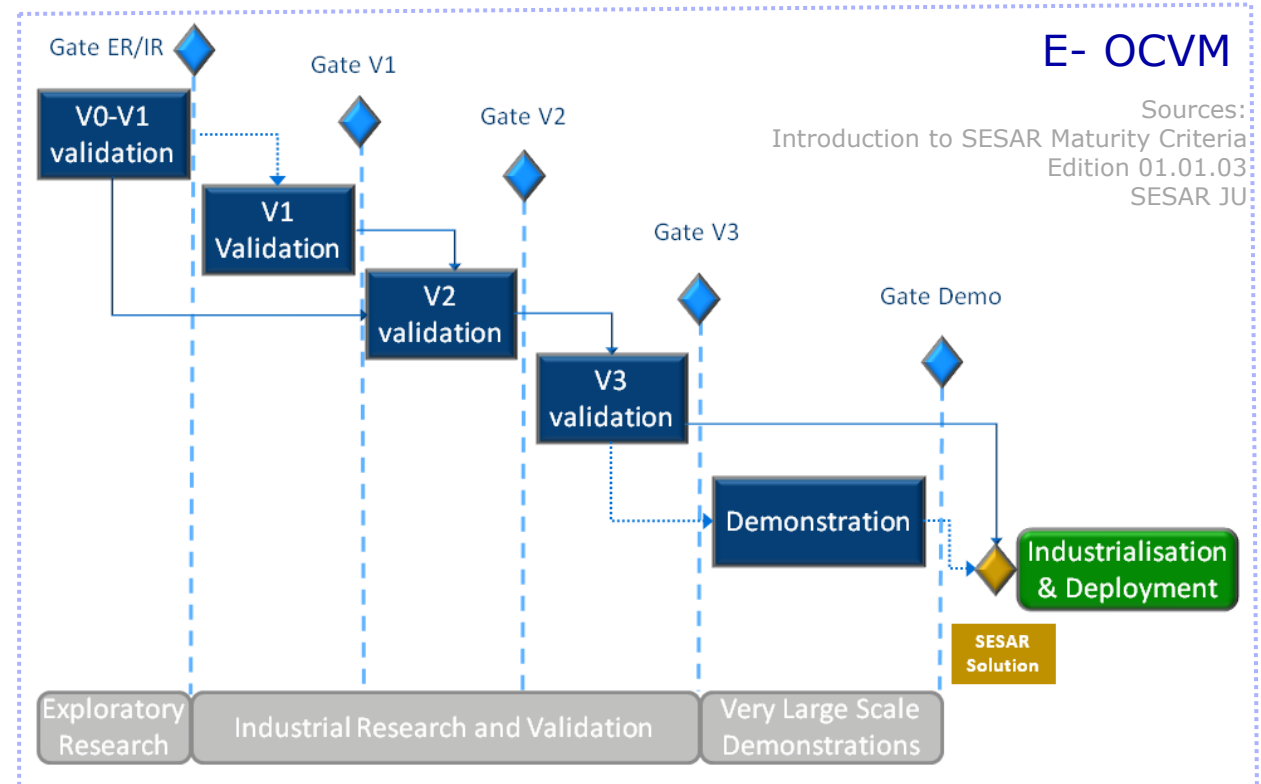 E- OCVM
Sources:
Introduction to SESAR Maturity Criteria
Edition 01.01.03
SESAR JU
Gate ER/IR
Gate V1
Gate V2
Gate V3
Gate Demo
V0-V1
validation
V1
Validation
V2
validation
V3
validation
Demonstration
Industrialisation
& Deployment
SESAR
Solution
Exploratory
Research
Industrial Research and Validation
Very Large Scale
Demonstrations